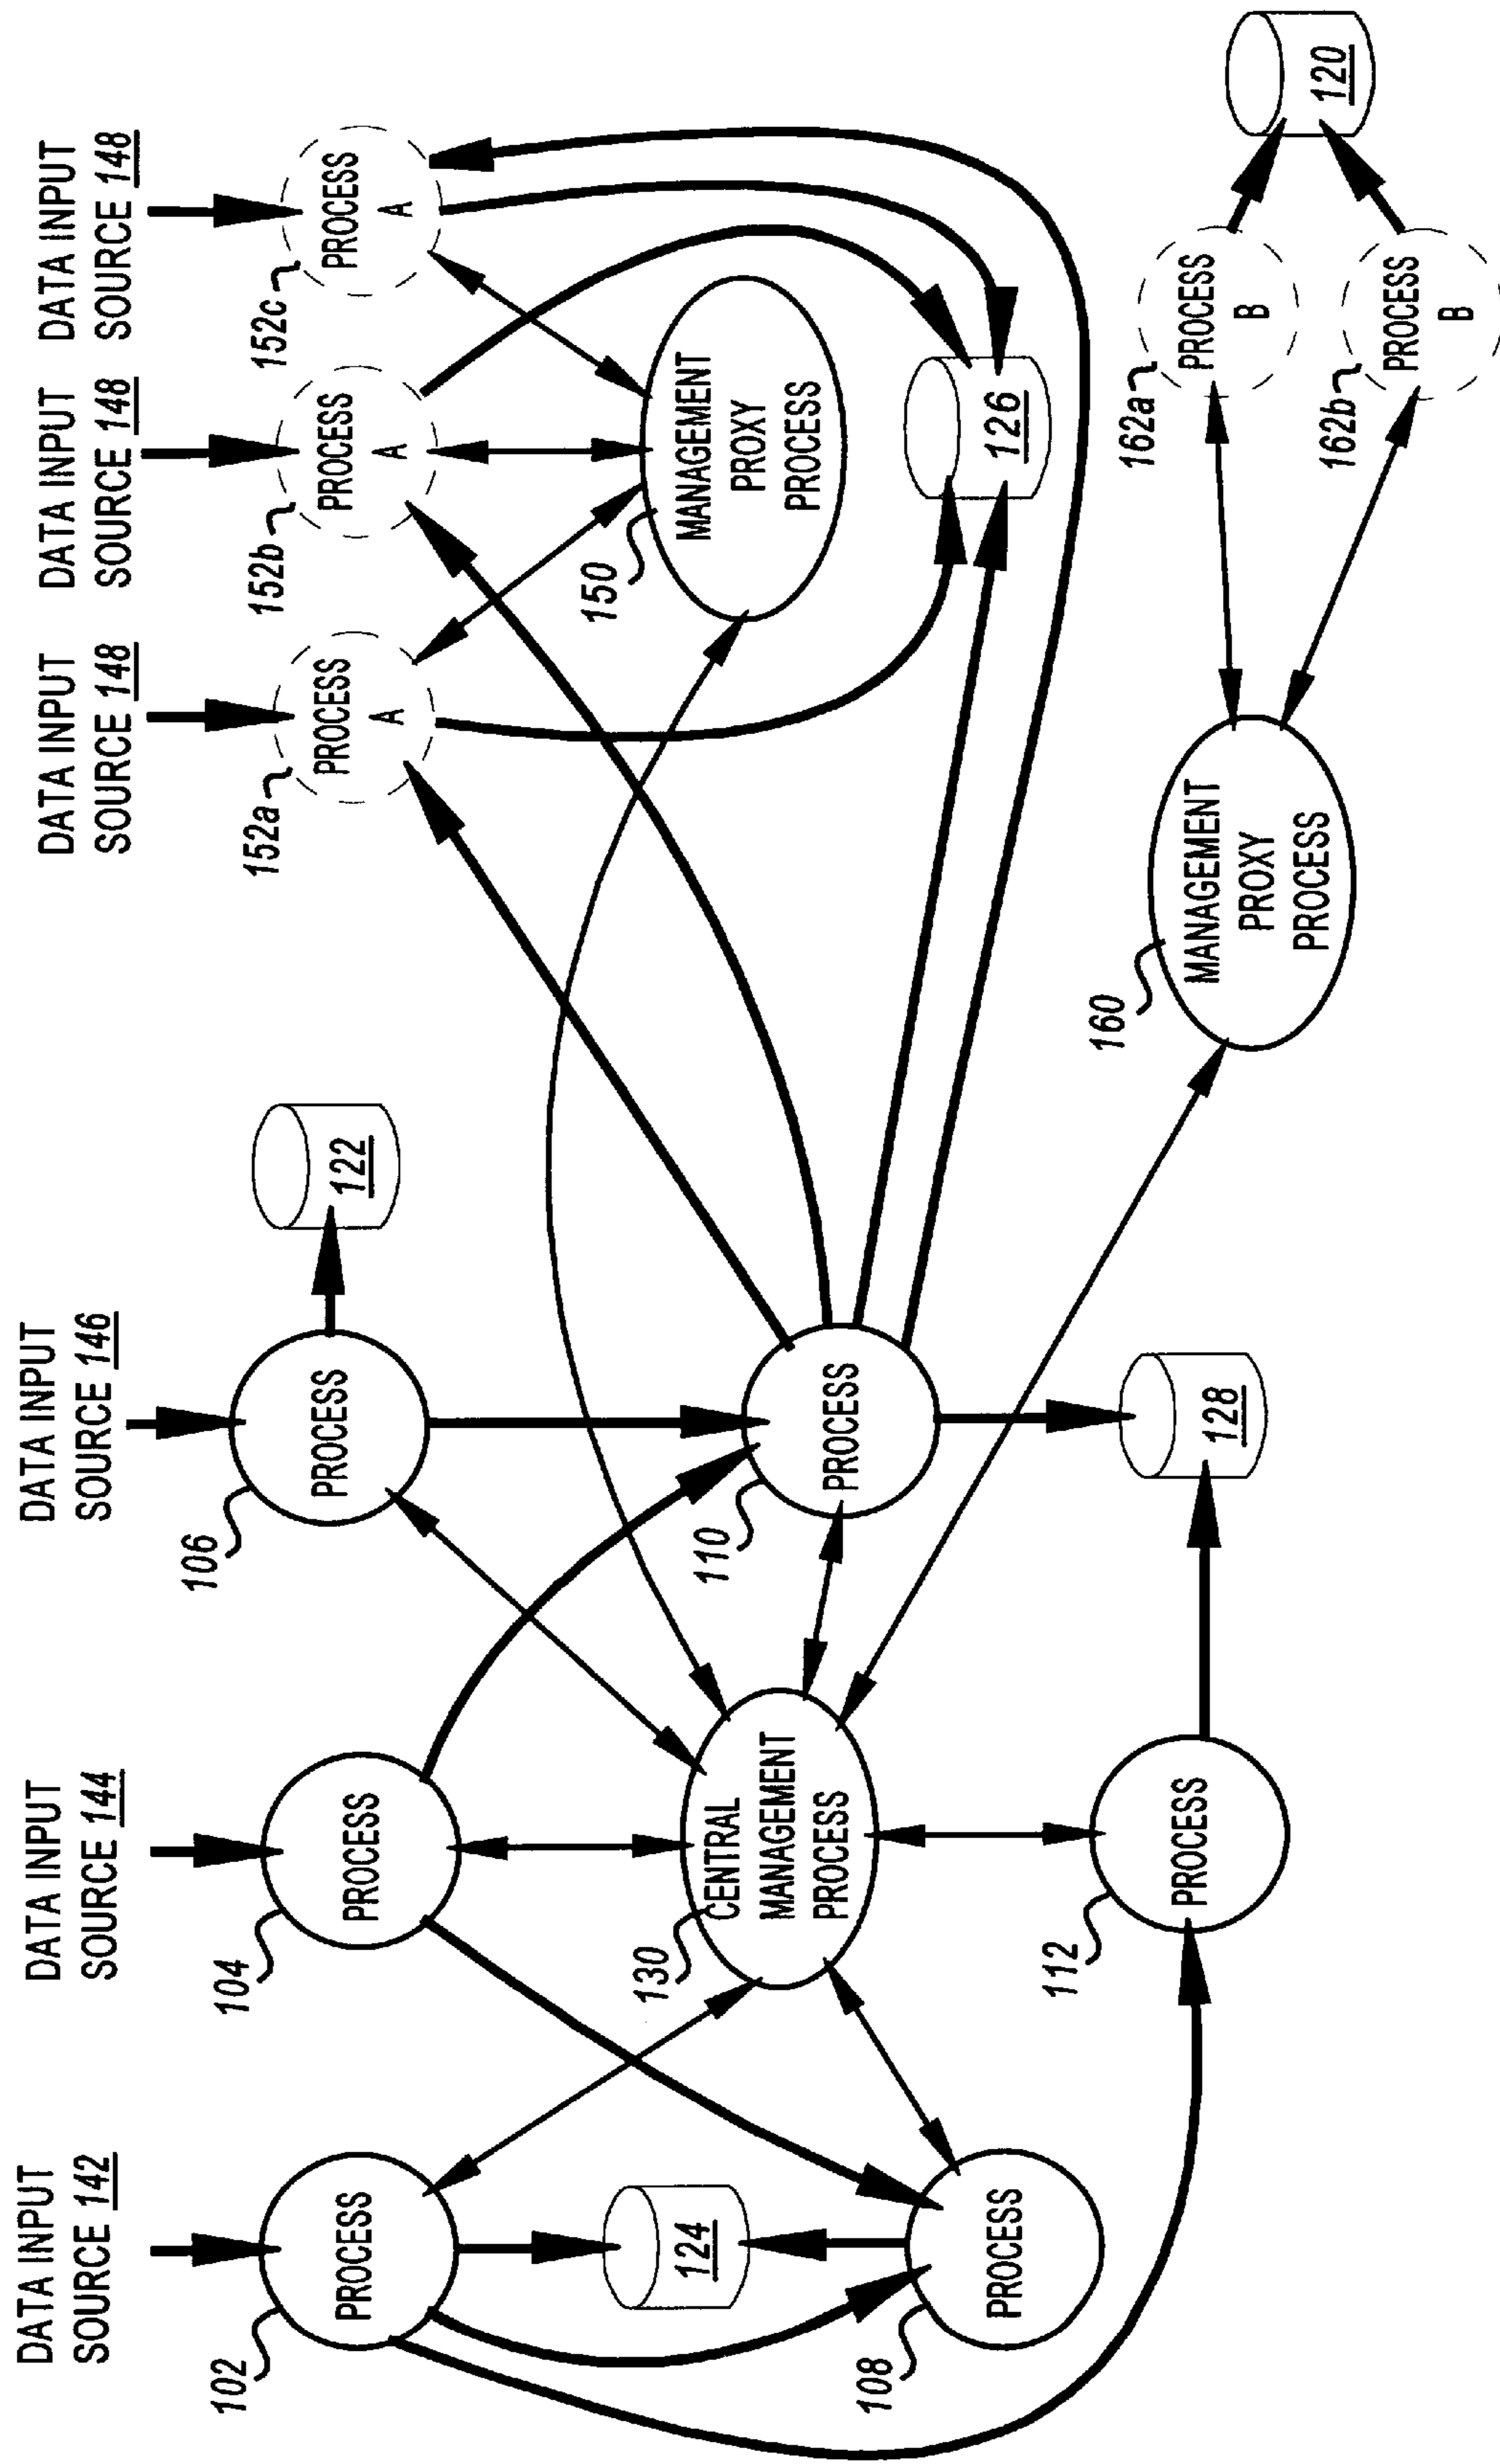 DATA INPUT
SOURCE 142
DATA INPUT
SOURCE 144
DATA INPUT
SOURCE 146
DATA INPUT
SOURCE 148
DATA INPUT
SOURCE 148
DATA INPUT
SOURCE 148
102
PROCESS
104
PROCESS
106
PROCESS
122
152a
PROCESS
A
152b
PROCESS
A
152c
PROCESS
A
124
130
CENTRAL
MANAGEMENT
PROCESS
110
PROCESS
150
MANAGEMENT
PROXY
PROCESS
126
108
PROCESS
112
PROCESS
128
160
MANAGEMENT
PROXY
PROCESS
162a
PROCESS
B
162b
PROCESS
B
120